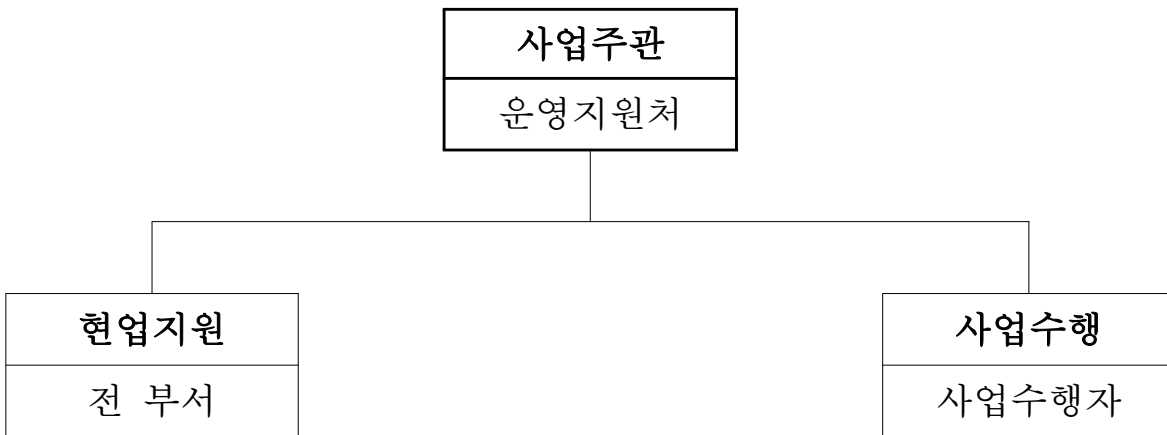 사업주관
운영지원처
현업지원
전 부서
사업수행
사업수행자